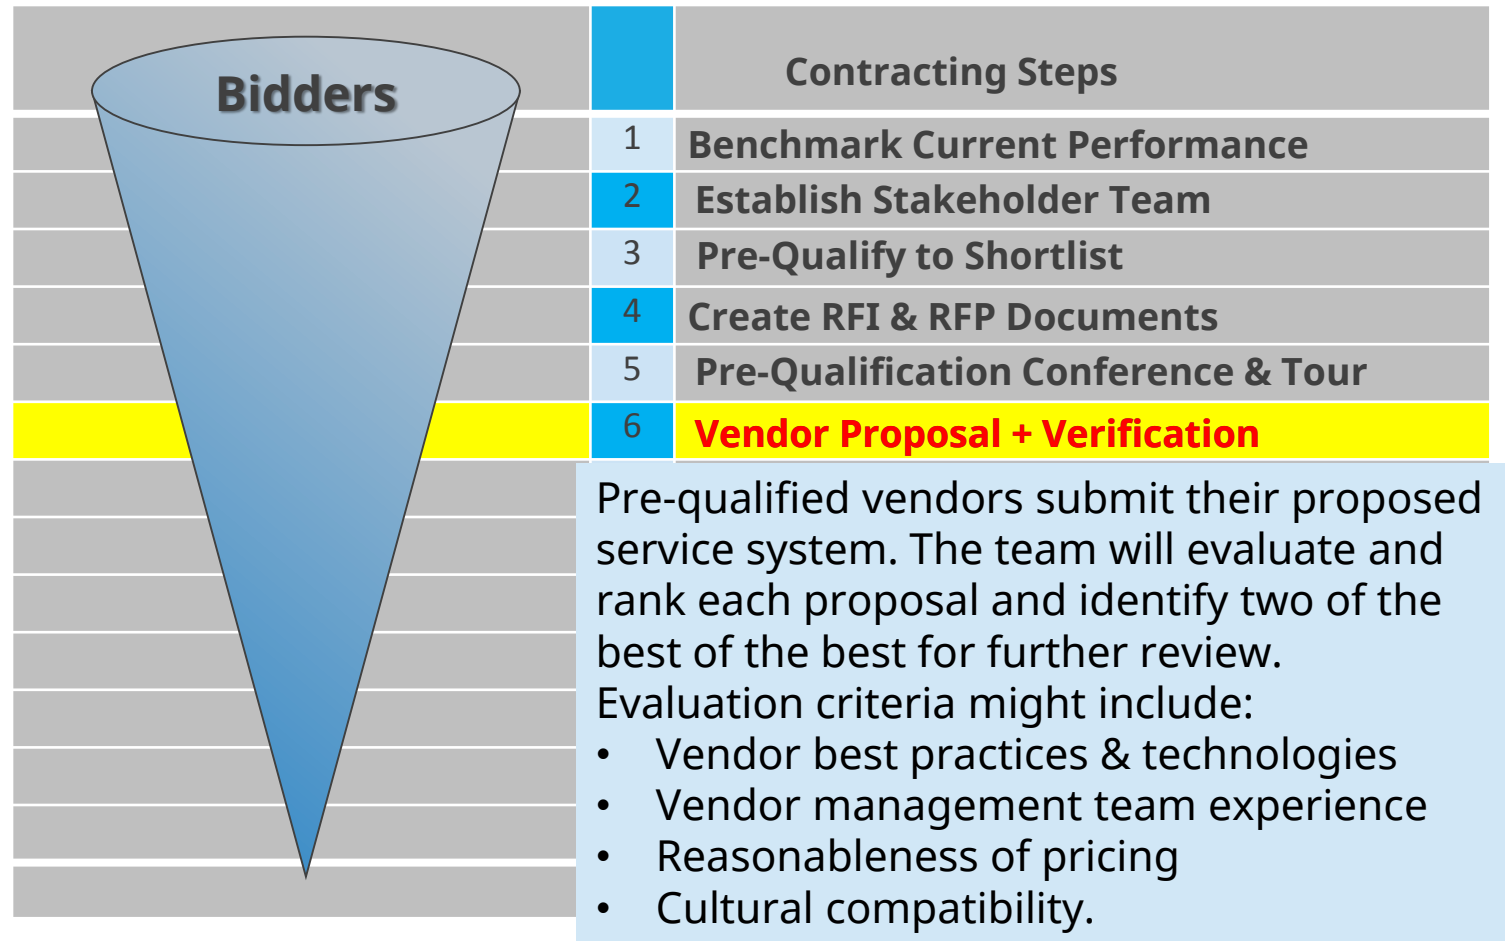 Bidders
Contracting Steps
1 Benchmark Current Performance
2 Establish Stakeholder Team
3 Pre-Qualify to Shortlist
4 Create RFI & RFP Documents
5 Pre-Qualification Conference & Tour
6 Vendor Proposal + Verification
Pre-qualified vendors submit their proposed
service system. The team will evaluate and
rank each proposal and identify two of the
best of the best for further review.
Evaluation criteria might include:
• Vendor best practices & technologies
• Vendor management team experience
• Reasonableness of pricing
• Cultural compatibility.